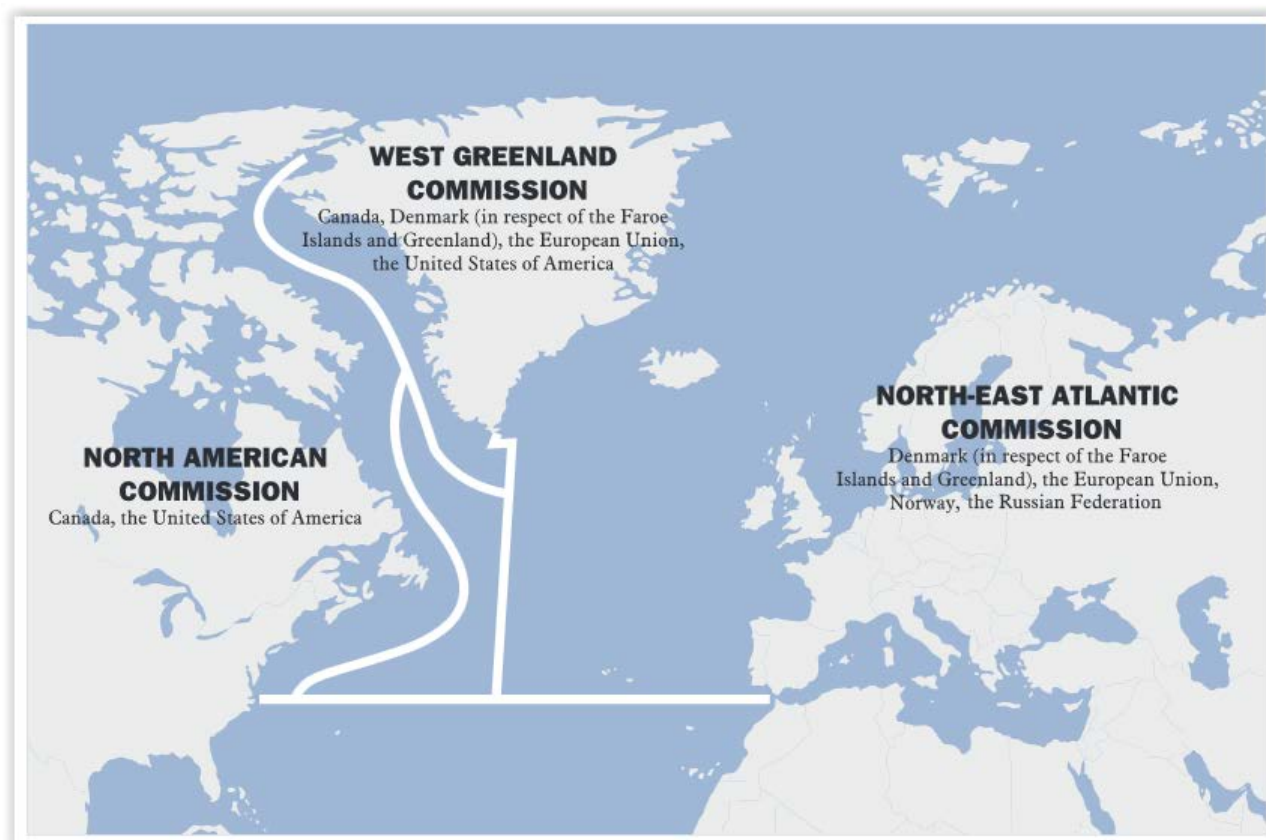 WEST GREENLAND
COMMISSION
Canada, Denmark (in respect of the Faroe
Islands and Greenland), the European Union,
the United States of America
NORTH-EAST ATLANTIC
COMMISSION
Denmark (in respect of the Faroe
Islands and Greenland), the European Union,
Norway, the Russian Federation
NORTH AMERICAN
COMMISSION
Canada, the United States of America